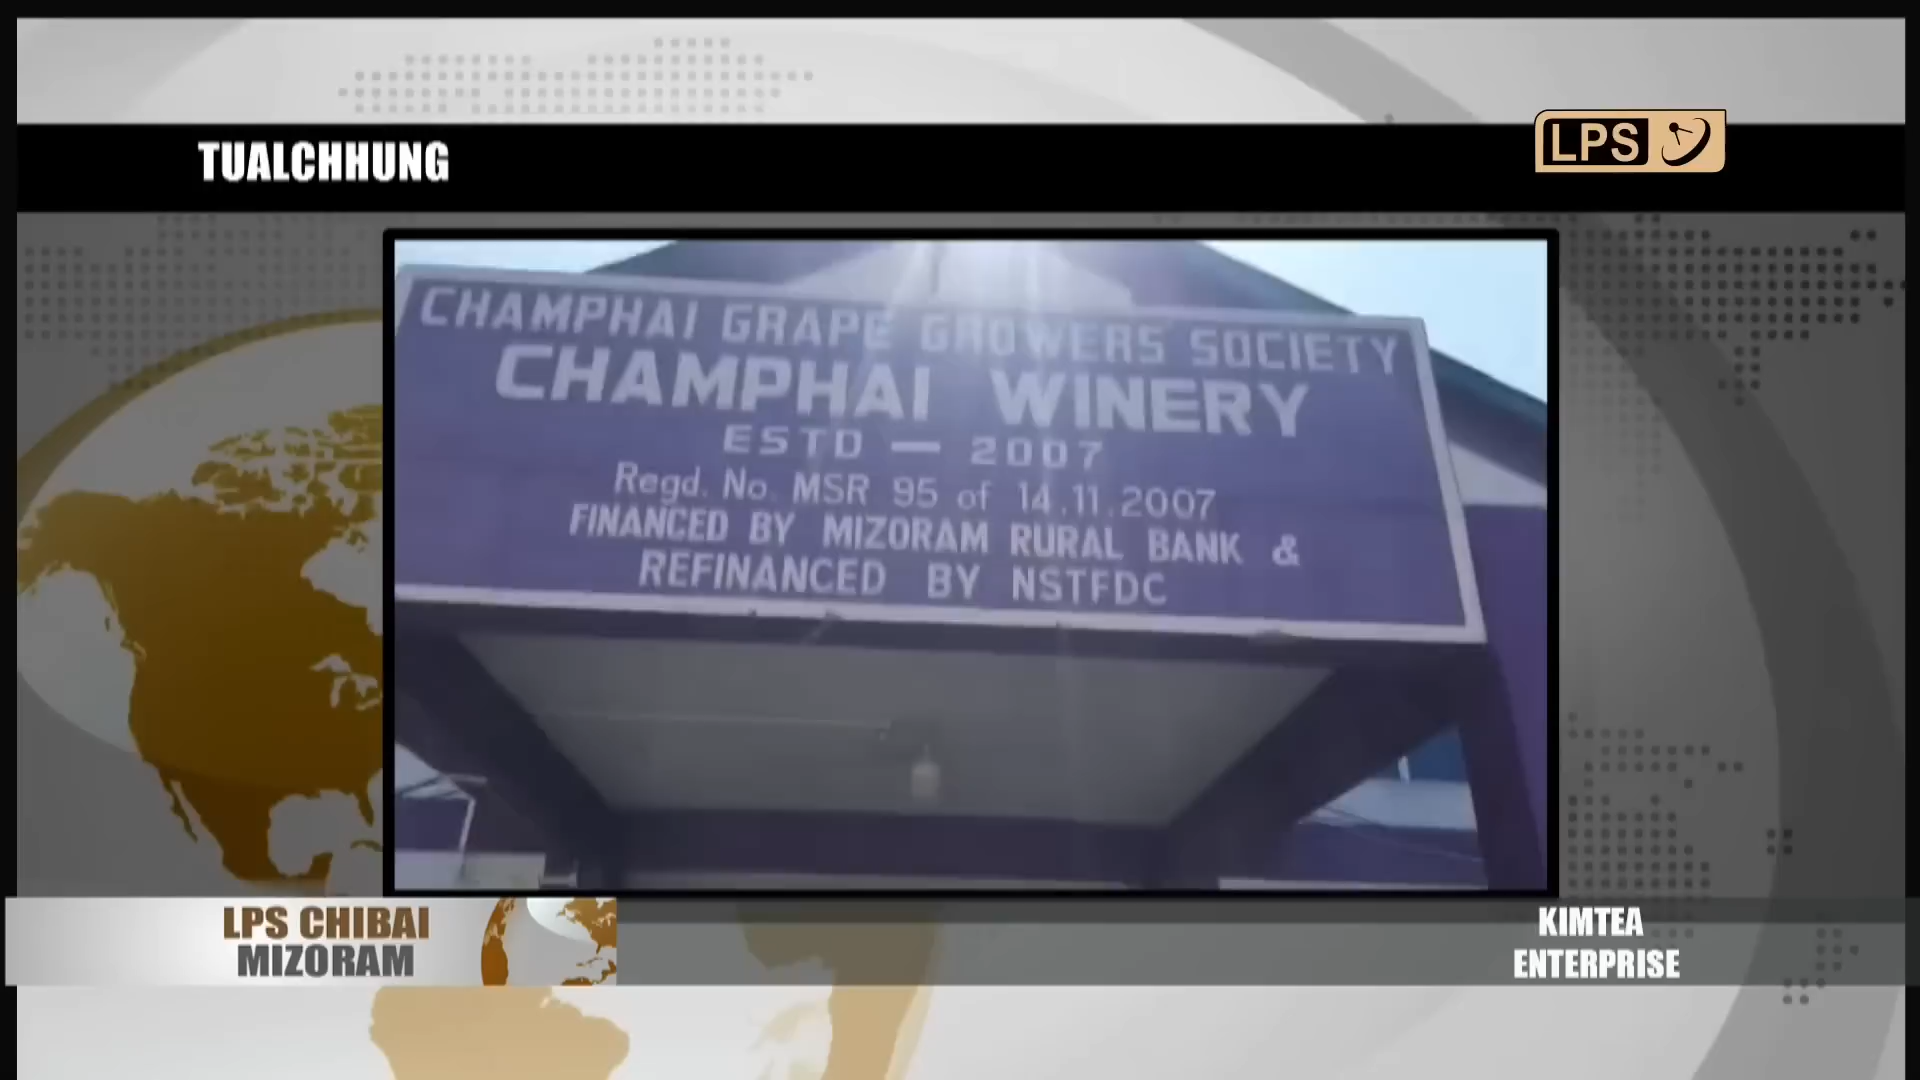 TUALCHHUNG
LPS
CHAMPHAI GRAPE GROWERS SOCIETY
CHAMPHAI WINERY
ESTD — 2007
Regd. No. MSR 95 of 14.11.2007
FINANCED BY MIZORAM RURAL BANK &
REFINANCED BY NSTFDC
LPS CHIBAI
MIZORAM
KIMTEA
ENTERPRISE